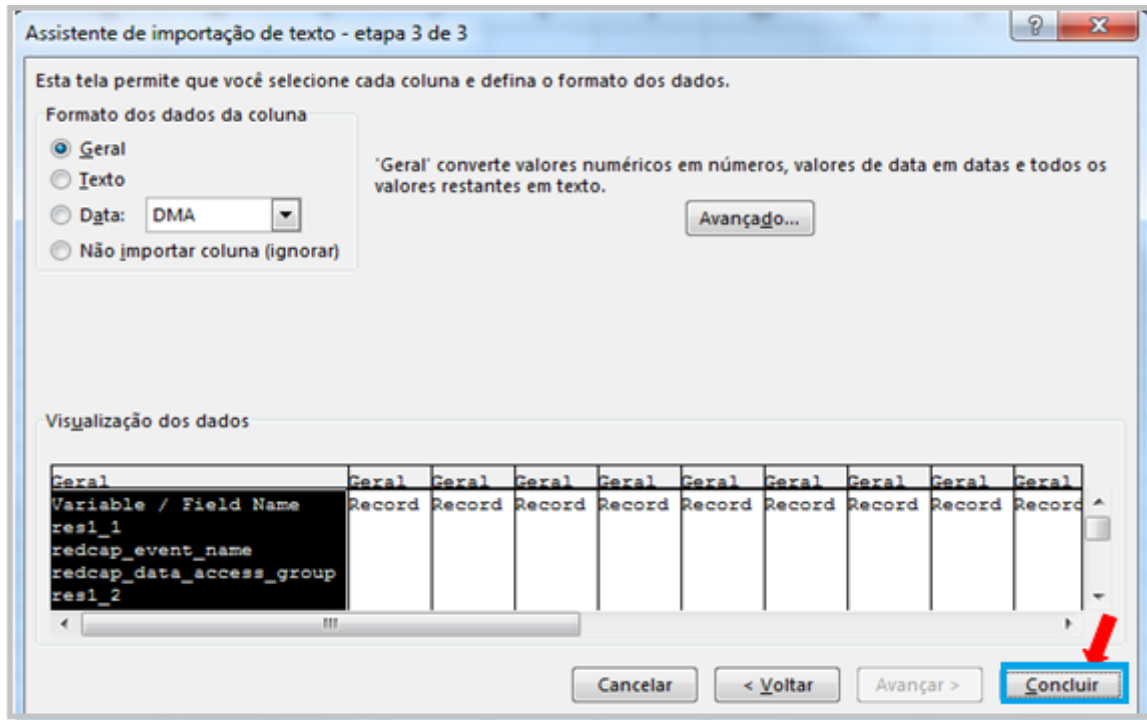 Assistente de importação de texto - etapa 3 de 3
Esta tela permite que você selecione cada coluna e defina o formato dos dados.
Formato dos dados da coluna
Geral
Texto
Data: DMA
Não importar coluna (ignorar)
'Geral' converte valores numéricos em números, valores de data em datas e todos os
valores restantes em texto.
Avançado...
Visualização dos dados
Geral Geral Geral Geral Geral Geral Geral Geral Geral Geral
Variable / Field Name Record Record Record Record Record Record Record Record Record
res1_1
redcap_event_name
redcap_data_access_group
res1_2
Cancelar < Voltar Avançar > Concluir